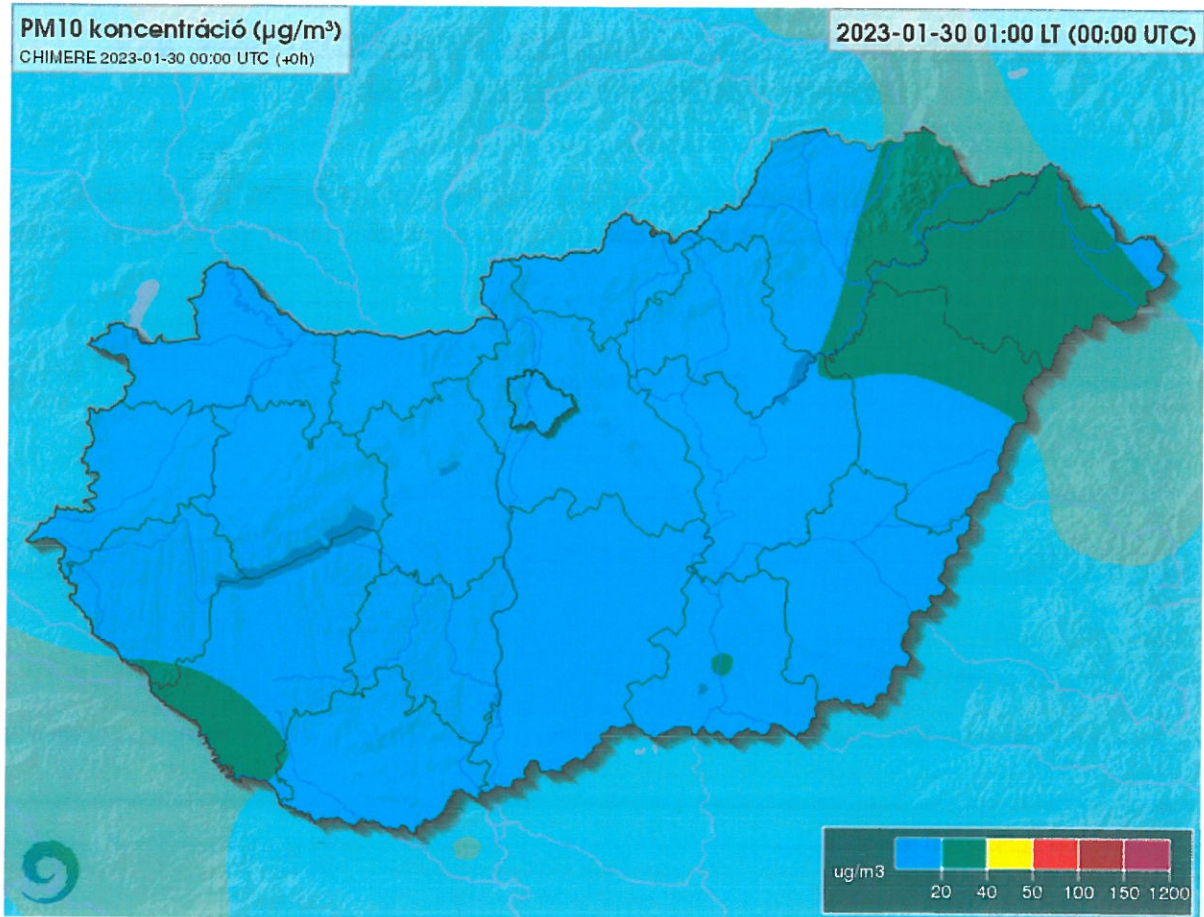 PM10 koncentráció (µg/m³)
CHIMERE 2023-01-30 00:00 UTC (+0h)
2023-01-30 01:00 LT (00:00 UTC)
ug/m3
20 40 50 100 150 1200